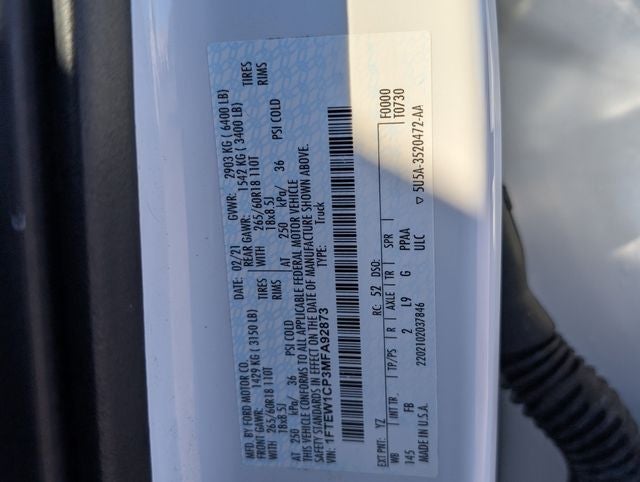 MFD. BY FORD MOTOR CO.
DATE: 02/21 GVWR: 2903 KG ( 6400 LB)
FRONT GAWR: 1429 KG ( 3150 LB) REAR GAWR: 1542 KG ( 3400 LB)
WITH 265/60R18 110T TIRES WITH 265/60R18 110T TIRES
18x8.5J RIMS 18x8.5J RIMS
AT 250 kPa/ 36 PSI COLD AT 250 kPa/ 36 PSI COLD
THIS VEHICLE CONFORMS TO ALL APPLICABLE FEDERAL MOTOR VEHICLE
SAFETY STANDARDS IN EFFECT ON THE DATE OF MANUFACTURE SHOWN ABOVE.
VIN: 1FTEW1CP3MFA92873 TYPE: Truck
EXT PNT: YZ RC: 52 DSO: F0000
T0730
WB INT TR TP/PS R AXLE TR SPR
145 FB 2 L9 G PPAA
ULC
MADE IN U.S.A. 2202102037846 ▽ 5U5A-3520472-AA